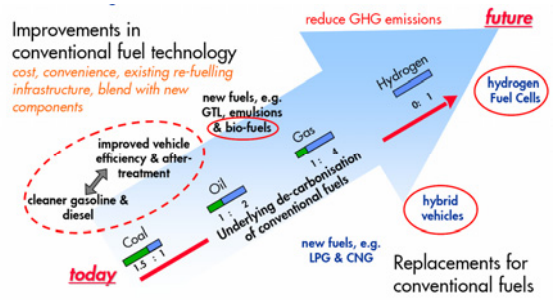 reduce GHG emissions
future
Improvements in
conventional fuel technology
cost, convenience, existing re-fuelling
infrastructure, blend with new
components
new fuels, e.g.
GTL, emulsions
& bio-fuels
Hydrogen
0: 1
hydrogen
Fuel Cells
improved vehicle
efficiency & after-
treatment
cleaner gasoline &
diesel
Gas
1: 4
Oil
1 : 2
Underlying de-carbonisation
of conventional fuels
Coal
1.5 : 1
hybrid
vehicles
new fuels, e.g.
LPG & CNG
today
Replacements for
conventional fuels